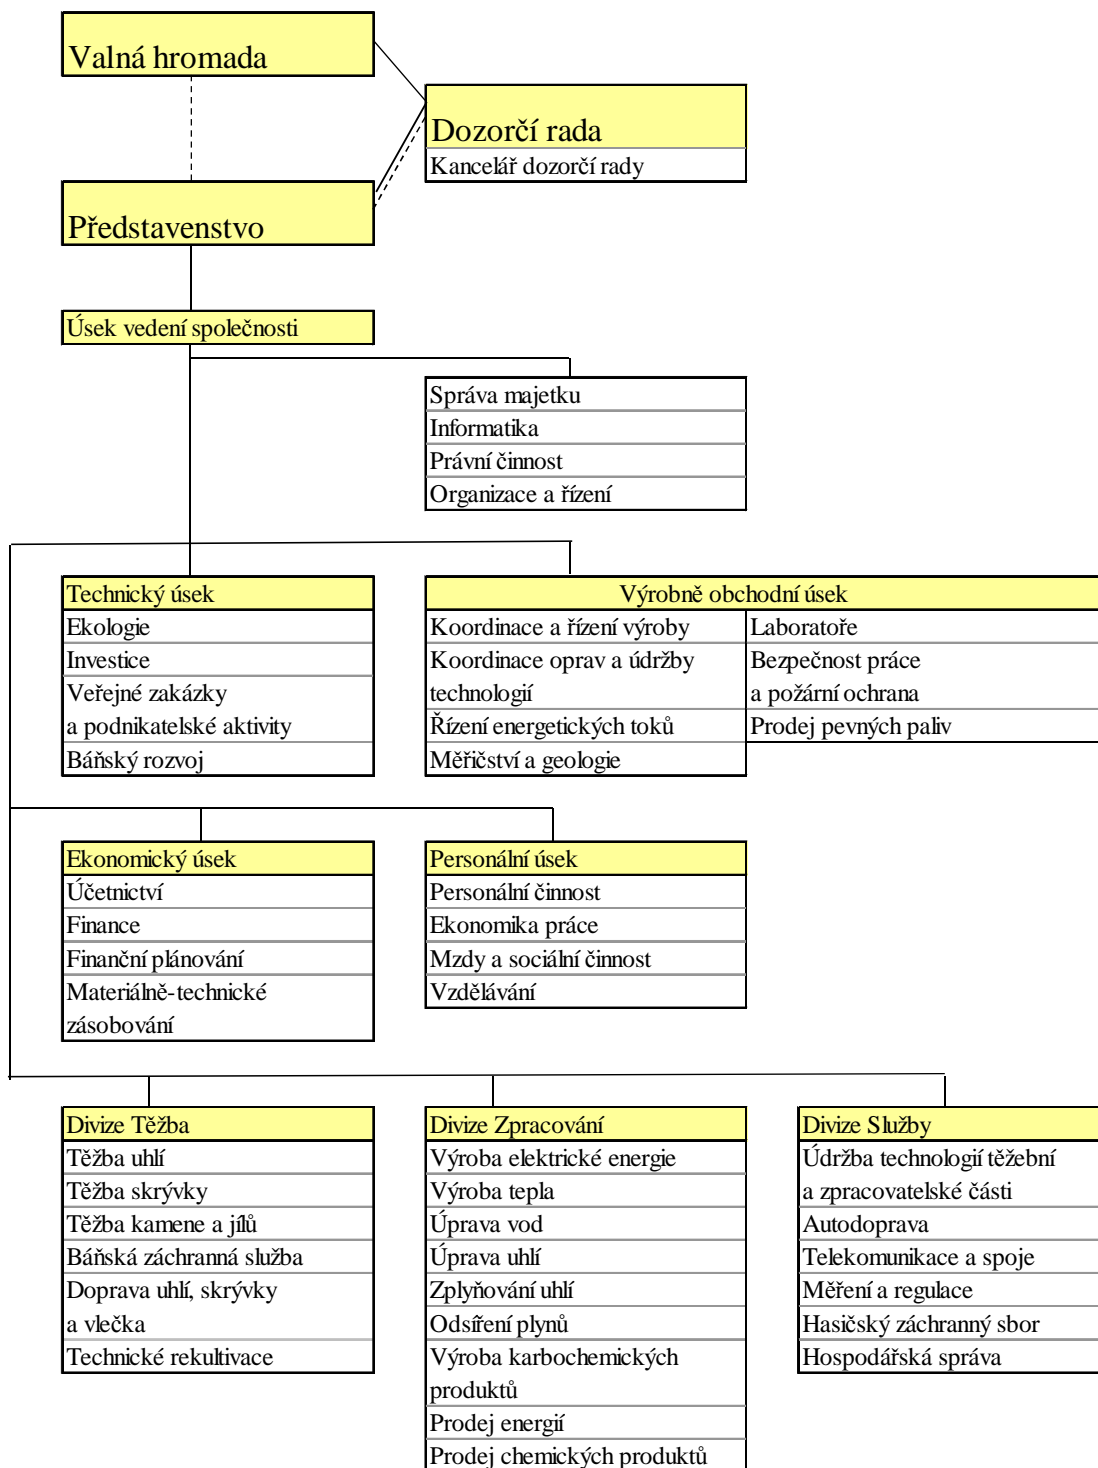 Valná hromada
Dozorčí rada
Kancelář dozorčí rady
Představenstvo
Úsek vedení společnosti
Správa majetku
Informatika
Právní činnost
Organizace a řízení
Technický úsek
Ekologie
Investice
Veřejné zakázky
a podnikatelské aktivity
Báňský rozvoj
Výrobně obchodní úsek
Koordinace a řízení výroby
Koordinace oprav a údržby
technologií
Řízení energetických toků
Měřičství a geologie
Laboratoře
Bezpečnost práce
a požární ochrana
Prodej pevných paliv
Ekonomický úsek
Účetnictví
Finance
Finanční plánování
Materiálně-technické
zásobování
Personální úsek
Personální činnost
Ekonomika práce
Mzdy a sociální činnost
Vzdělávání
Divize Těžba
Těžba uhlí
Těžba skrývky
Těžba kamene a jílů
Báňská záchranná služba
Doprava uhlí, skrývky
a vlečka
Technické rekultivace
Divize Zpracování
Výroba elektrické energie
Výroba tepla
Úprava vod
Úprava uhlí
Zplyňování uhlí
Odsíření plynů
Výroba karbochemických
produktů
Prodej energií
Prodej chemických produktů
Divize Služby
Údržba technologií těžební
a zpracovatelské části
Autodoprava
Telekomunikace a spoje
Měření a regulace
Hasičský záchranný sbor
Hospodářská správa